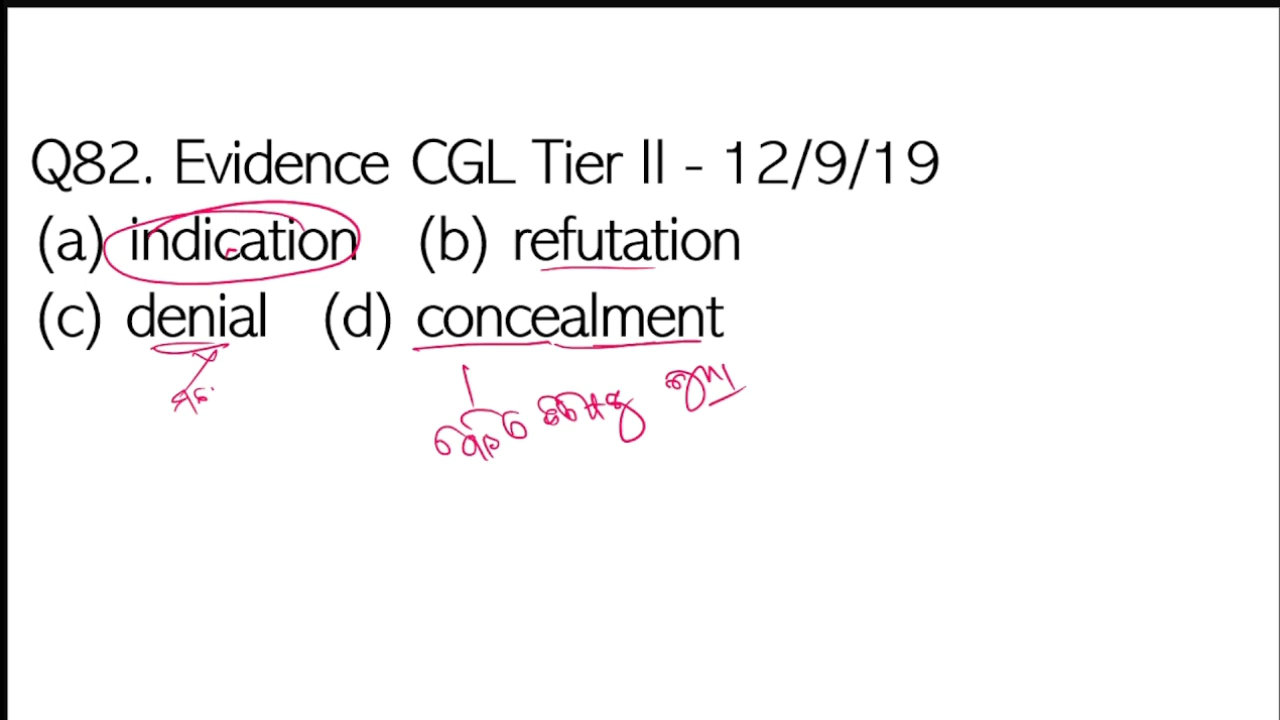 Q82. Evidence CGL Tier II - 12/9/19
(a) indication (b) refutation
(c) denial (d) concealment